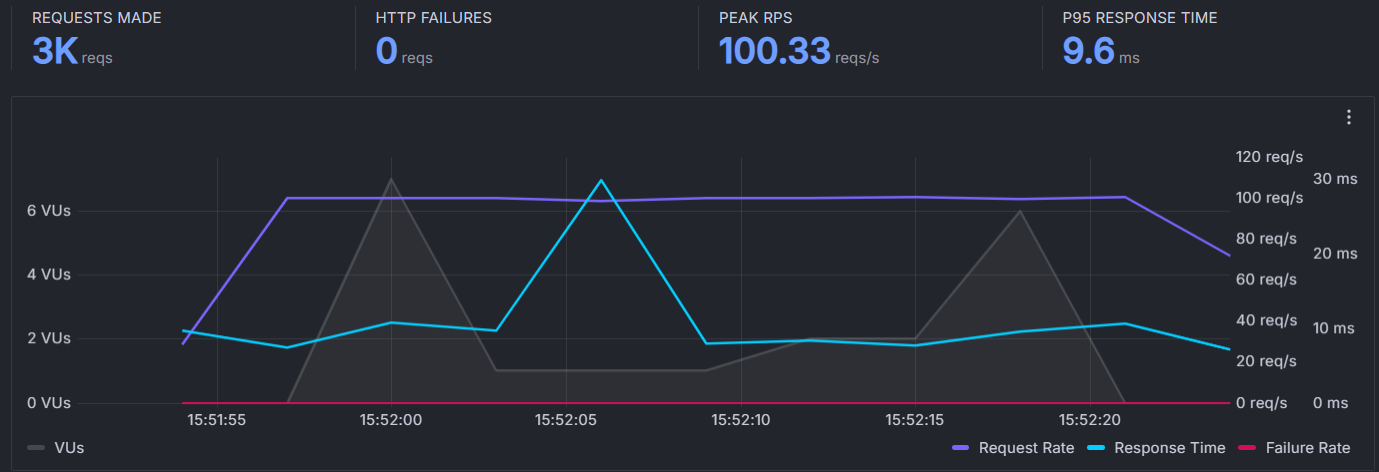 REQUESTS MADE
3K reqs
HTTP FAILURES
0 reqs
PEAK RPS
100.33 reqs/s
P95 RESPONSE TIME
9.6 ms
6 VUs
4 VUs
2 VUs
0 VUs
120 req/s
100 req/s
80 req/s
60 req/s
40 req/s
20 req/s
0 req/s
30 ms
20 ms
10 ms
0 ms
15:51:55 15:52:00 15:52:05 15:52:10 15:52:15 15:52:20
VUs
Request Rate Response Time Failure Rate